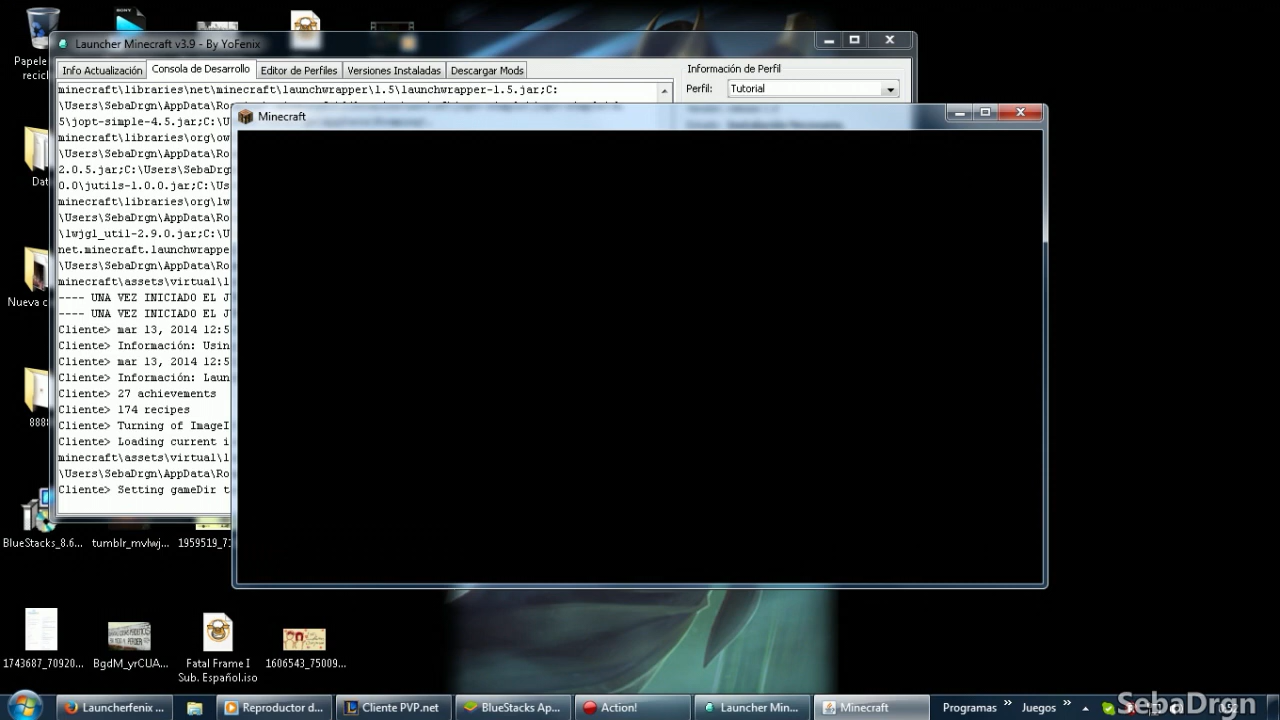 Papele
recicl
Launcher Minecraft v3.9 - By YoFenix
Info Actualización
Consola de Desarrollo
Editor de Perfiles
Versiones Instaladas
Descargar Mods
Información de Perfil
Perfil:
Tutorial
minecraft\libraries\net\minecraft\launchwrapper\1.5\launchwrapper-1.5.jar;C:
\Users\SebaDrgn\AppData\Ro
5\jopt-simple-4.5.jar;C:\U
minecraft\libraries\org\ow
\Users\SebaDrgn\AppData\Ro
2.0.5.jar;C:\Users\SebaDrg
0.0\jutils-1.0.0.jar;C:\Us
minecraft\libraries\org\lw
\Users\SebaDrgn\AppData\Ro
\lwjgl_util-2.9.0.jar;C:\U
net.minecraft.launchwrappe
\Users\SebaDrgn\AppData\Ro
minecraft\assets\virtual\l
---- UNA VEZ INICIADO EL J
---- UNA VEZ INICIADO EL J
Cliente> mar 13, 2014 12:5
Cliente> Información: Usin
Cliente> mar 13, 2014 12:5
Cliente> Información: Laun
Cliente> 27 achievements
Cliente> 174 recipes
Cliente> Turning of ImageI
Cliente> Loading current i
minecraft\assets\virtual\l
\Users\SebaDrgn\AppData\Ro
Cliente> Setting gameDir t
Minecraft
Dat
Nueva c
888
BlueStacks_8.6...
tumblr_mvlwj...
1959519_71
1743687_70920...
BgdM_yrCUA...
Fatal Frame I
Sub. Español.iso
1606543_75009...
Launcherfenix ...
Reproductor d...
Cliente PVP.net
BlueStacks Ap...
Action!
Launcher Min...
Minecraft
Programas
Juegos
SebaDrgn